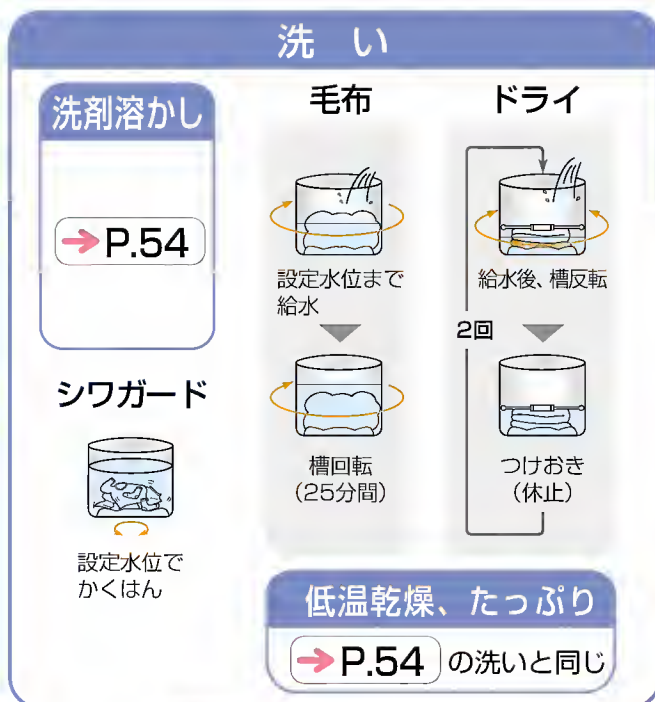 洗 い
洗剤溶かし
→P.54
シワガード
設定水位で
かくはん
毛布
設定水位まで
給水
槽回転
(25分間)
ドライ
給水後、槽反転
2回
つけおき
(休止)
低温乾燥、たっぷり
→P.54 の洗いと同じ